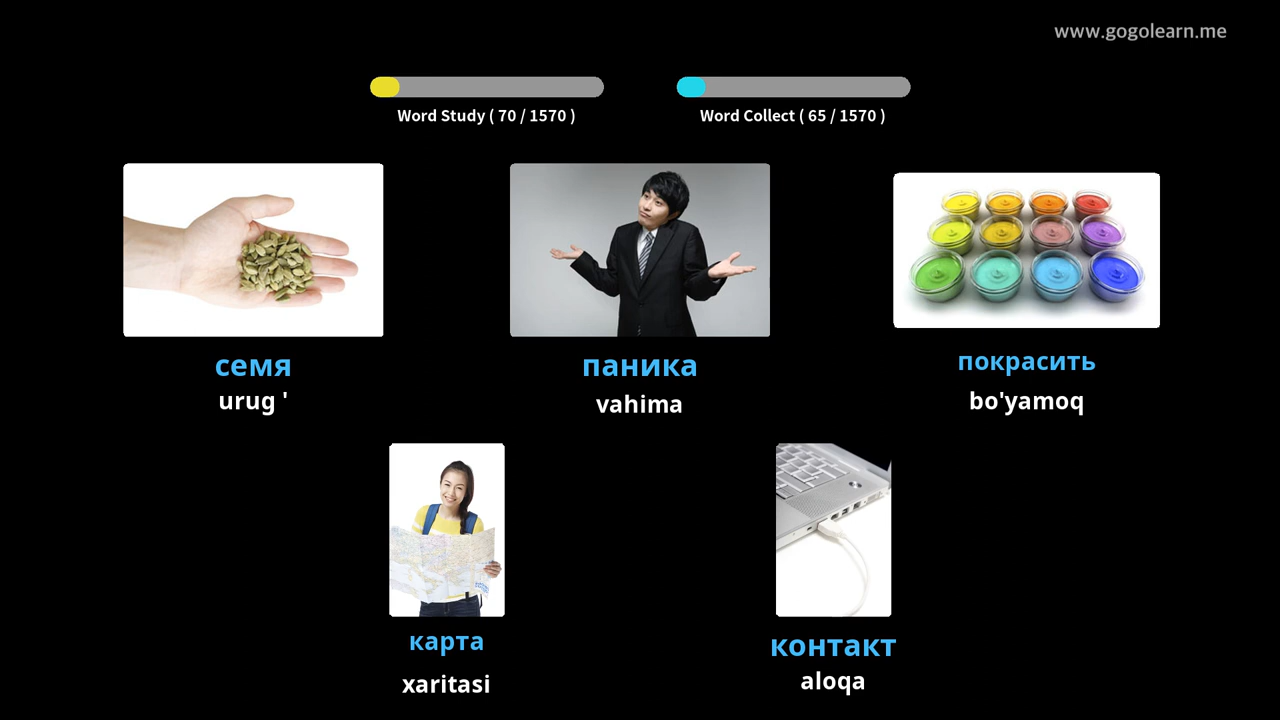 www.gogolearn.me
Word Study ( 70 / 1570 )
Word Collect ( 65 / 1570 )
семя
urug '
паника
vahima
покрасить
bo'yamoq
карта
xaritasi
контакт
aloqa